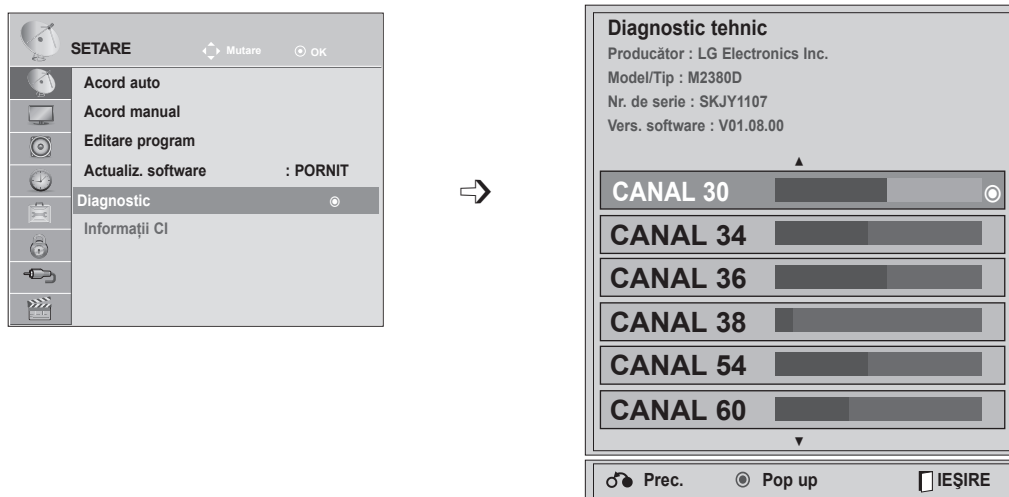 SETARE Mutare OK
Acord auto
Acord manual
Editare program
Actualiz. software : PORNIT
Diagnostic
Informații CI
Diagnostic tehnic
Producător : LG Electronics Inc.
Model/Tip : M2380D
Nr. de serie : SKJY1107
Vers. software : V01.08.00
CANAL 30
CANAL 34
CANAL 36
CANAL 38
CANAL 54
CANAL 60
Prec. Pop up IEŞIRE